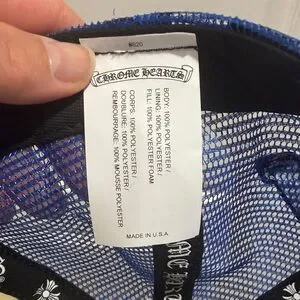 M620
CHROME HEARTS
BODY: 100% POLYESTER /
LINING: 100% POLYESTER /
FILL: 100% POLYESTER FOAM
CORPS: 100% POLYESTER /
DOUBLURE: 100% POLYESTER /
REMBOURRAGE: 100% MOUSSE POLYESTER
MADE IN U.S.A.